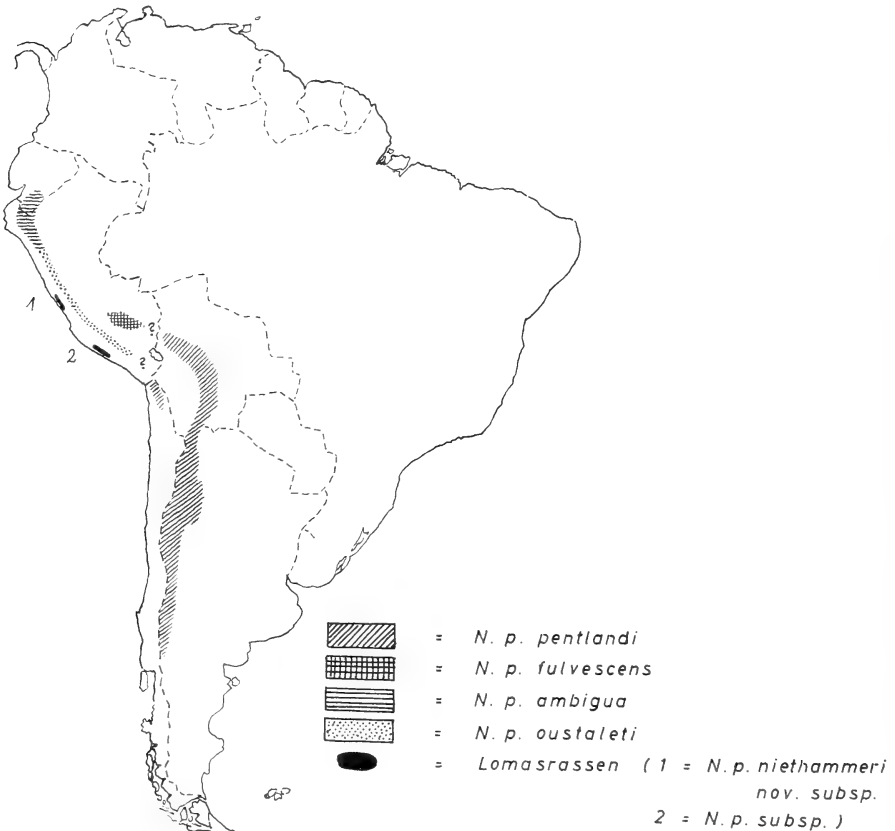 1
?
2
?
= N. p. pentlandi
= N. p. fulvescens
= N. p. ambigua
= N. p. oustaleti
= Lomasrassen ( 1 = N. p. niethammeri
nov. subsp.
2 = N. p. subsp. )